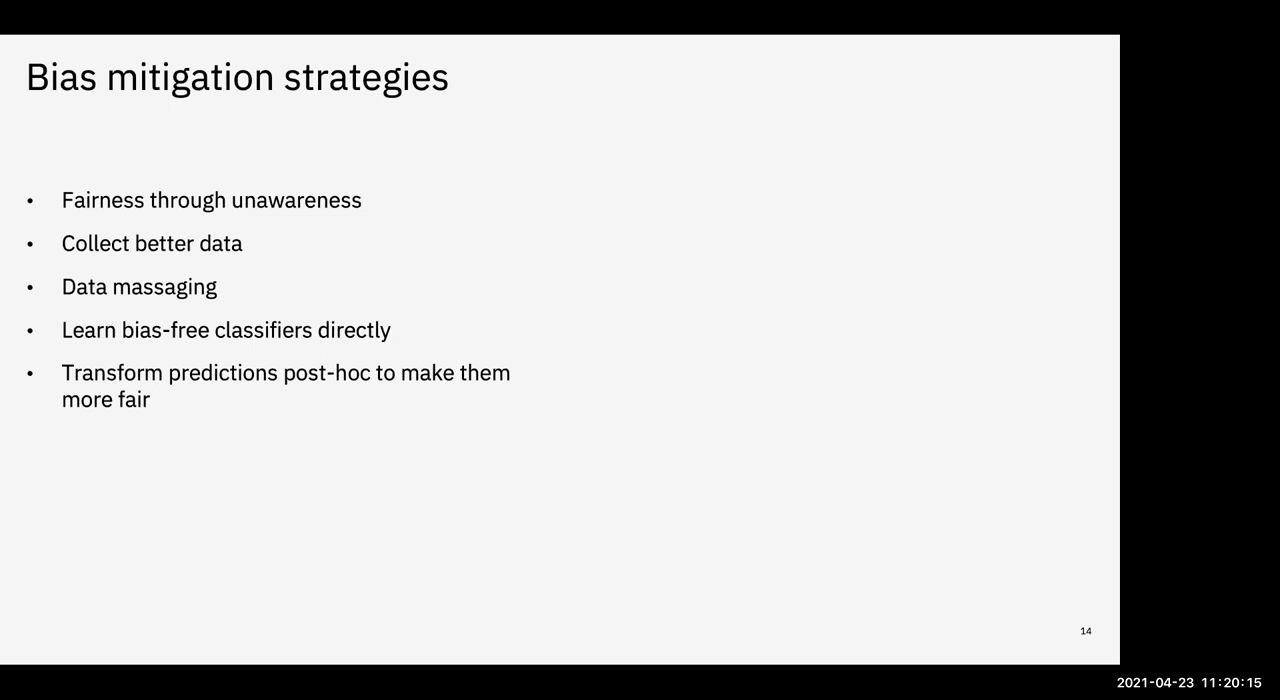 Bias mitigation strategies
• Fairness through unawareness
• Collect better data
• Data massaging
• Learn bias-free classifiers directly
• Transform predictions post-hoc to make them
more fair
14
2021-04-23 11:20:15